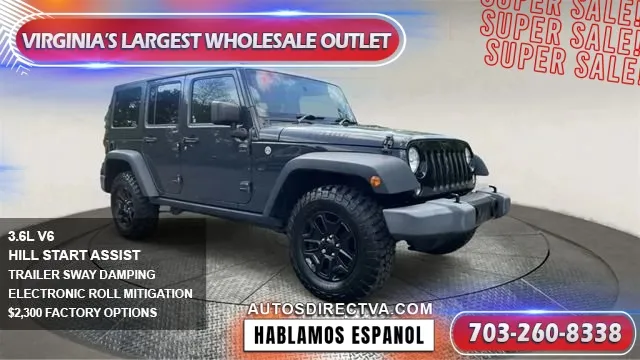 VIRGINIA'S LARGEST WHOLESALE OUTLET
SUPER SALE!
SUPER SALE!
SUPER SALE!
3.6L V6
HILL START ASSIST
TRAILER SWAY DAMPING
ELECTRONIC ROLL MITIGATION
$2,300 FACTORY OPTIONS
AUTOSDIRECTVA.COM
HABLAMOS ESPANOL
703-260-8338